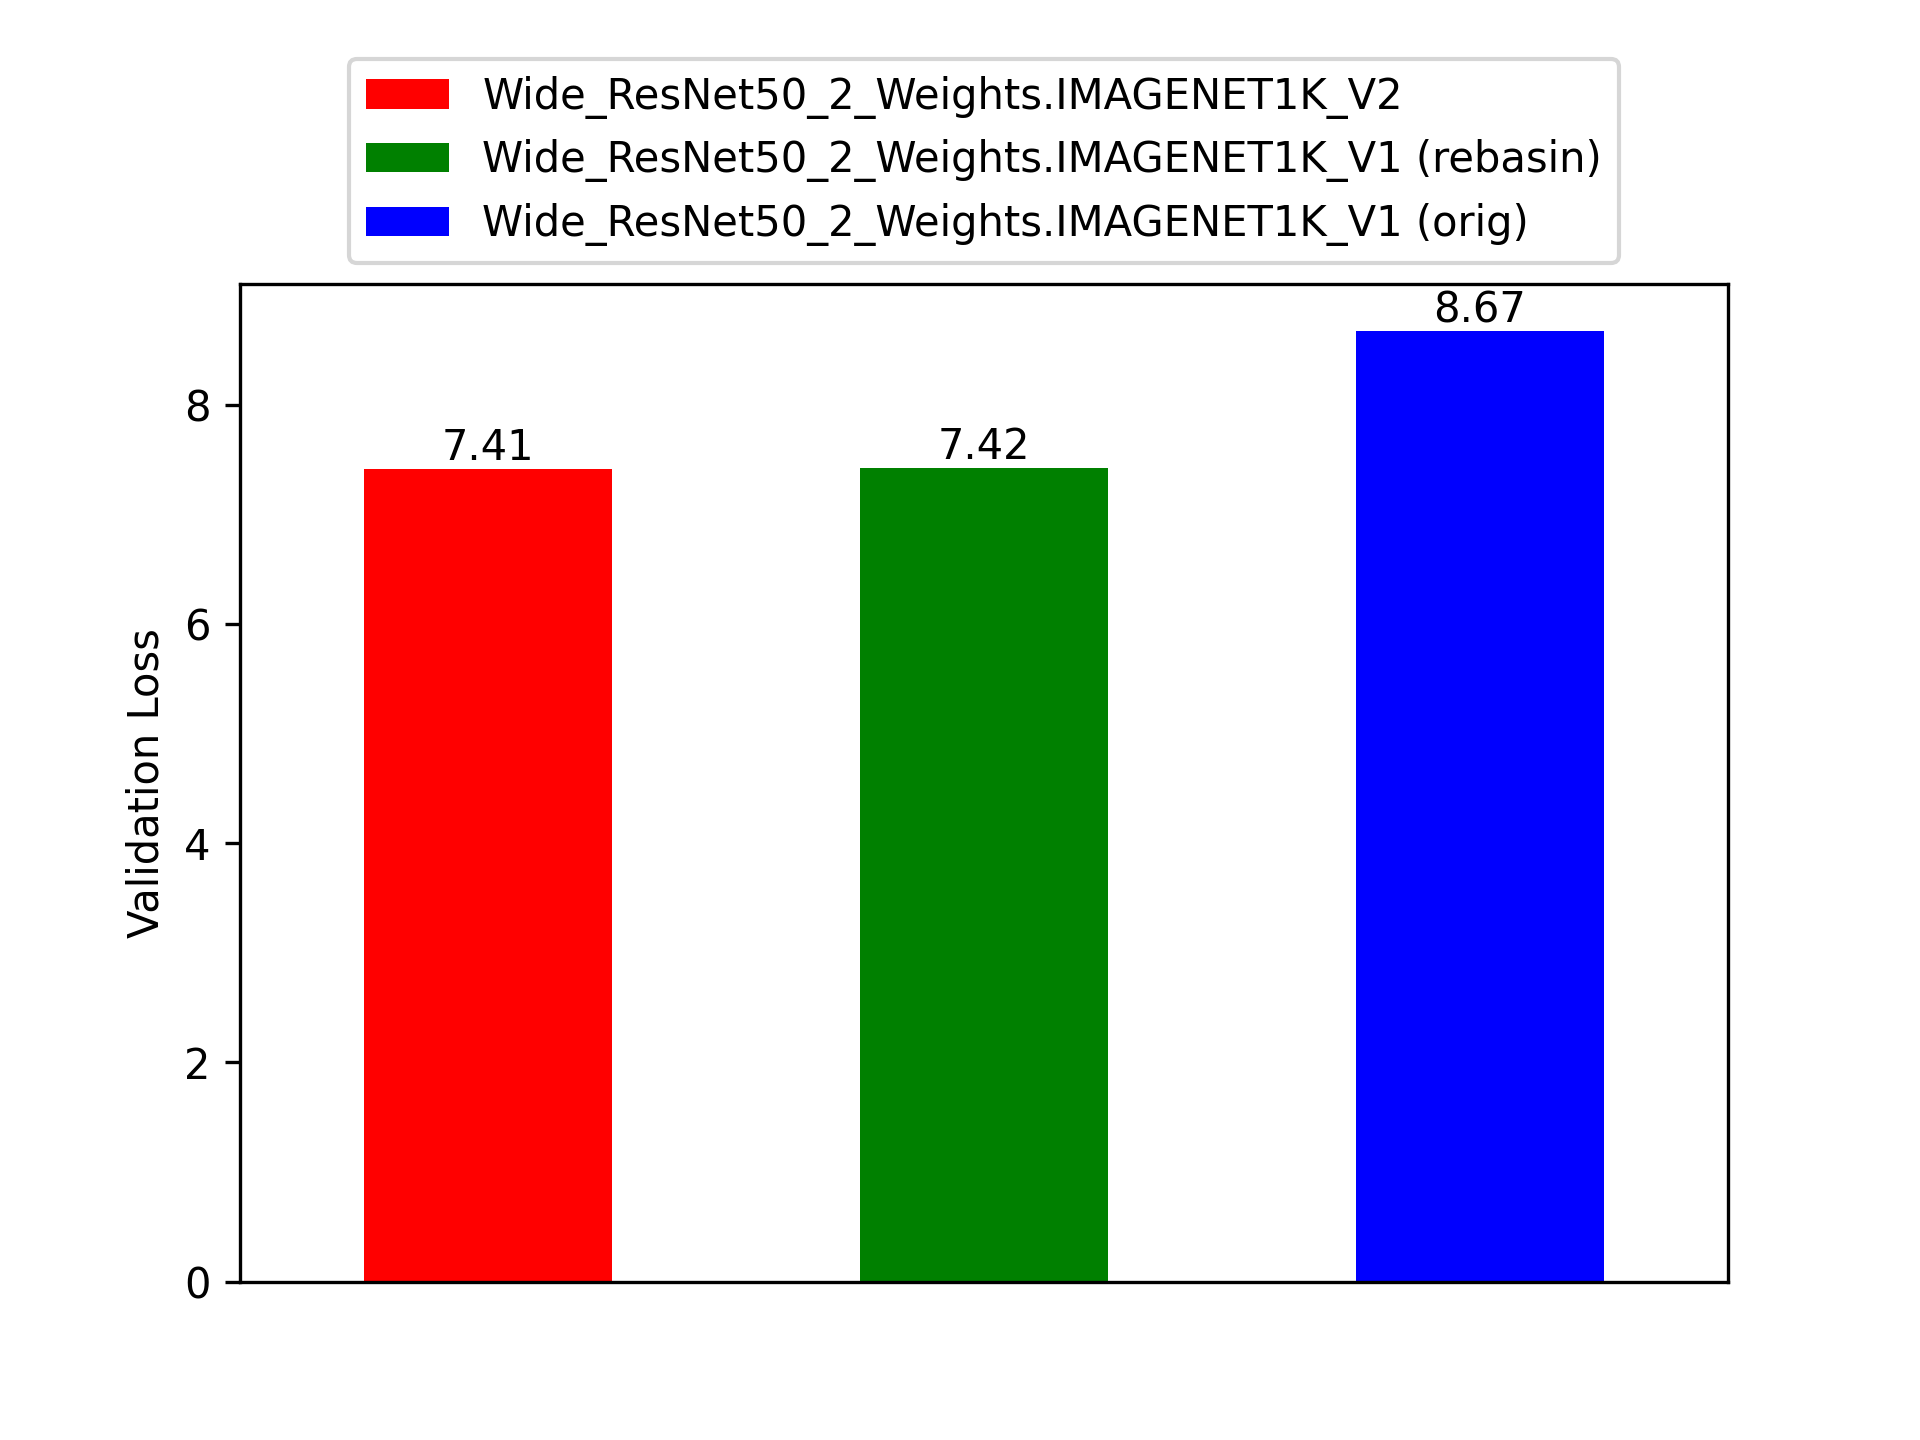 Wide_ResNet50_2_Weights.IMAGENET1K_V2
Wide_ResNet50_2_Weights.IMAGENET1K_V1 (rebasin)
Wide_ResNet50_2_Weights.IMAGENET1K_V1 (orig)
8.67
7.41
7.42
8
6
4
2
0
Validation Loss